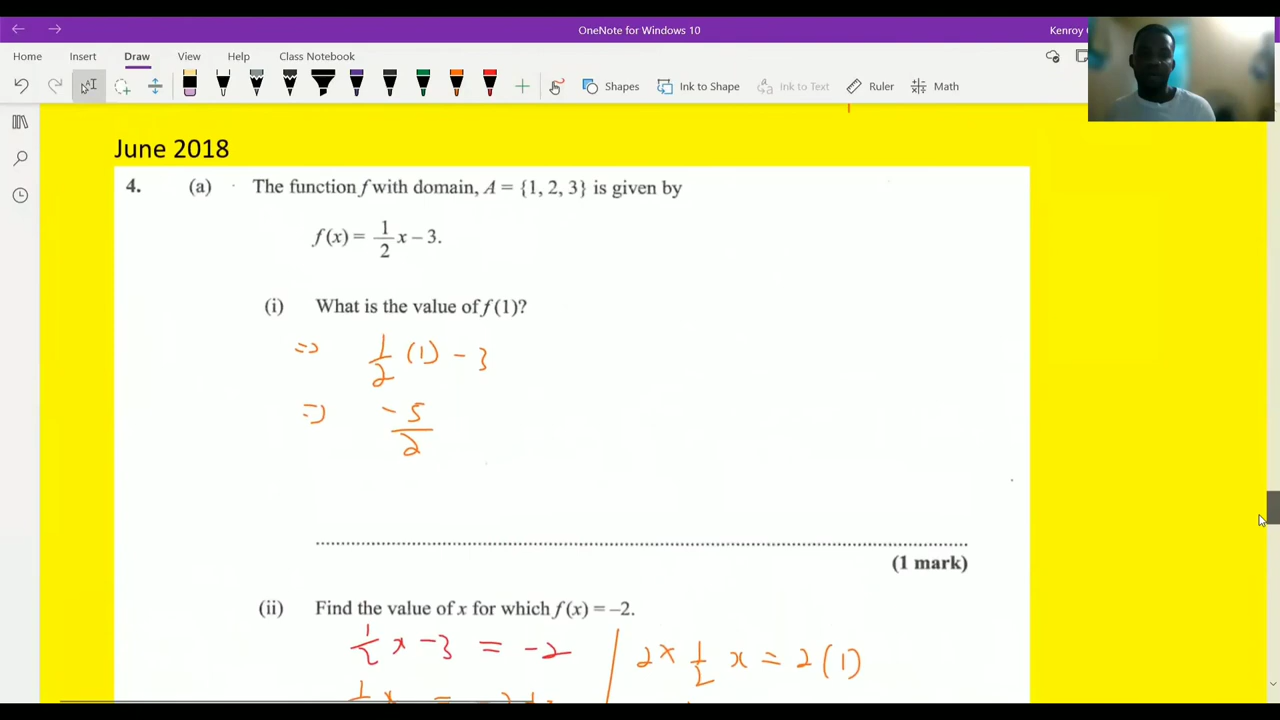 OneNote for Windows 10
Kenroy
Home Insert Draw View Help Class Notebook
Shapes Ink to Shape Ink to Text Ruler Math
June 2018
4. (a) The function f with domain, A = {1, 2, 3} is given by
f(x) = 1/2 x – 3.
(i) What is the value of f(1)?
=> 1/2 (1) - 3
=> -5/2
(1 mark)
(ii) Find the value of x for which f(x) = –2.
1/2 x - 3 = -2
2 x 1/2 x = 2(1)